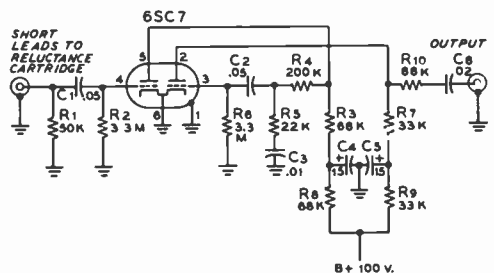 6SC7
SHORT
LEADS TO
RELUCTANCE
CARTRIDGE
5
2
4
3
6
1
C1
.05
R1
50K
R2
3.3M
C2
.05
R4
200K
R6
3.3
M
R5
22K
C3
.01
R3
68K
R10
68K
OUTPUT
C6
.02
R7
33K
C4
+
15
C5
+
15
R8
68K
R9
33K
B+ 100 V.